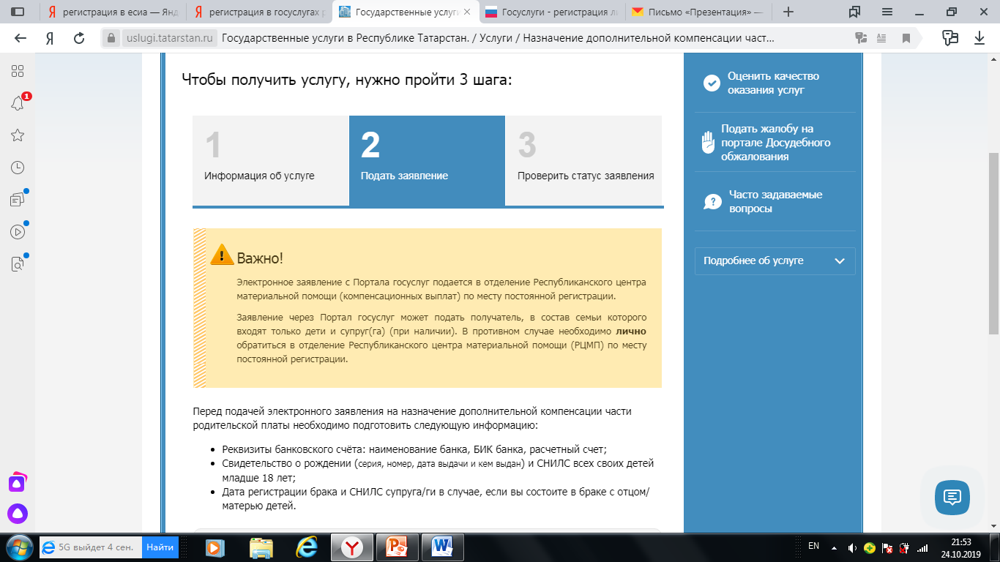 регистрация в есиа — Янд
регистрация в госуслугах р
Государственные услуги
Госуслуги - регистрация ли
Письмо «Презентация» —
uslugi.tatarstan.ru Государственные услуги в Республике Татарстан. / Услуги / Назначение дополнительной компенсации част...
1
Чтобы получить услугу, нужно пройти 3 шага:
1
Информация об услуге
2
Подать заявление
3
Проверить статус заявления
Важно!
Электронное заявление с Портала госуслуг подается в отделение Республиканского центра
материальной помощи (компенсационных выплат) по месту постоянной регистрации.
Заявление через Портал госуслуг может подать получатель, в состав семьи которого
входят только дети и супруг(га) (при наличии). В противном случае необходимо лично
обратиться в отделение Республиканского центра материальной помощи (РЦМП) по месту
постоянной регистрации.
Перед подачей электронного заявления на назначение дополнительной компенсации части
родительской платы необходимо подготовить следующую информацию:
• Реквизиты банковского счёта: наименование банка, БИК банка, расчетный счет;
• Свидетельство о рождении (серия, номер, дата выдачи и кем выдан) и СНИЛС всех своих детей
младше 18 лет;
• Дата регистрации брака и СНИЛС супруга/ги в случае, если вы состоите в браке с отцом/
матерью детей.
Оценить качество
оказания услуг
Подать жалобу на
портале Досудебного
обжалования
Часто задаваемые
вопросы
Подробнее об услуге
5G выйдет 4 сен.
Найти
EN
21:53
24.10.2019